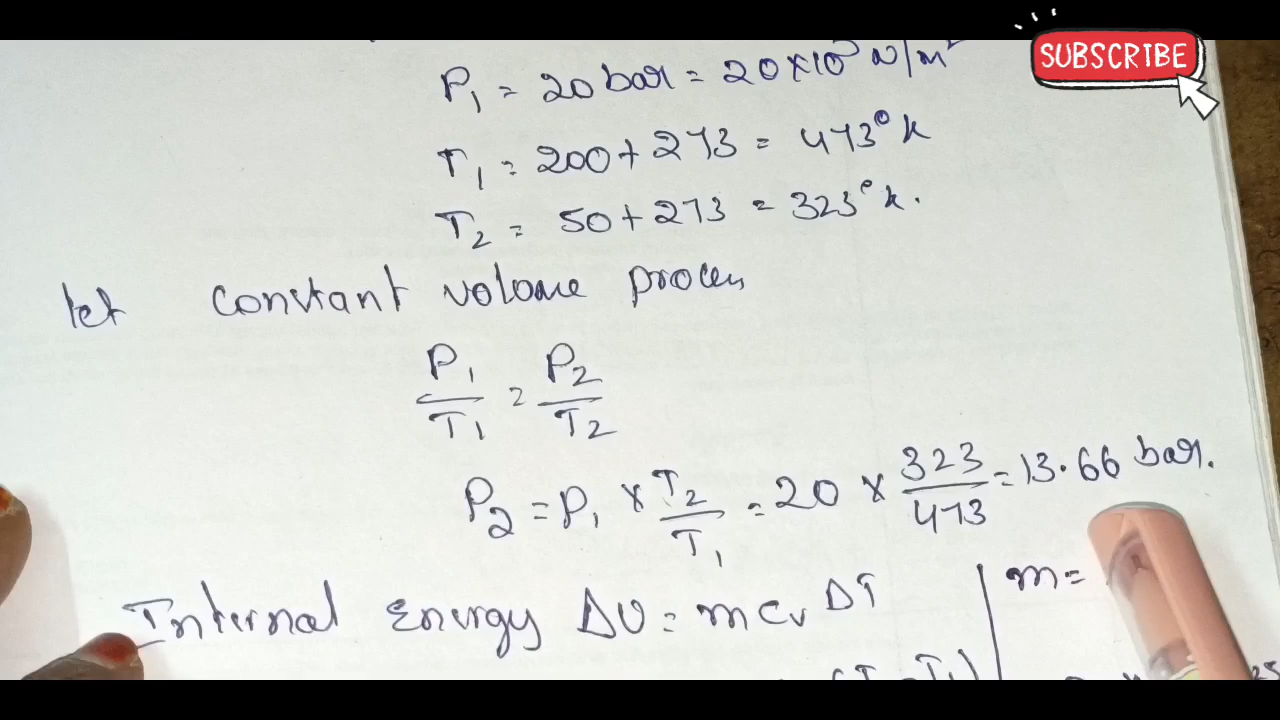 SUBSCRIBE
P₁ = 20 bar = 20×10⁵ N/m²
T₁ = 200 + 273 = 473°k
T₂ = 50 + 273 = 323°k.
let constant volume process
P₁/T₁ = P₂/T₂
P₂ = P₁ × T₂/T₁ = 20 × 323/473 = 13.66 bar.
Internal Energy ΔU = m Cv ΔT
m =